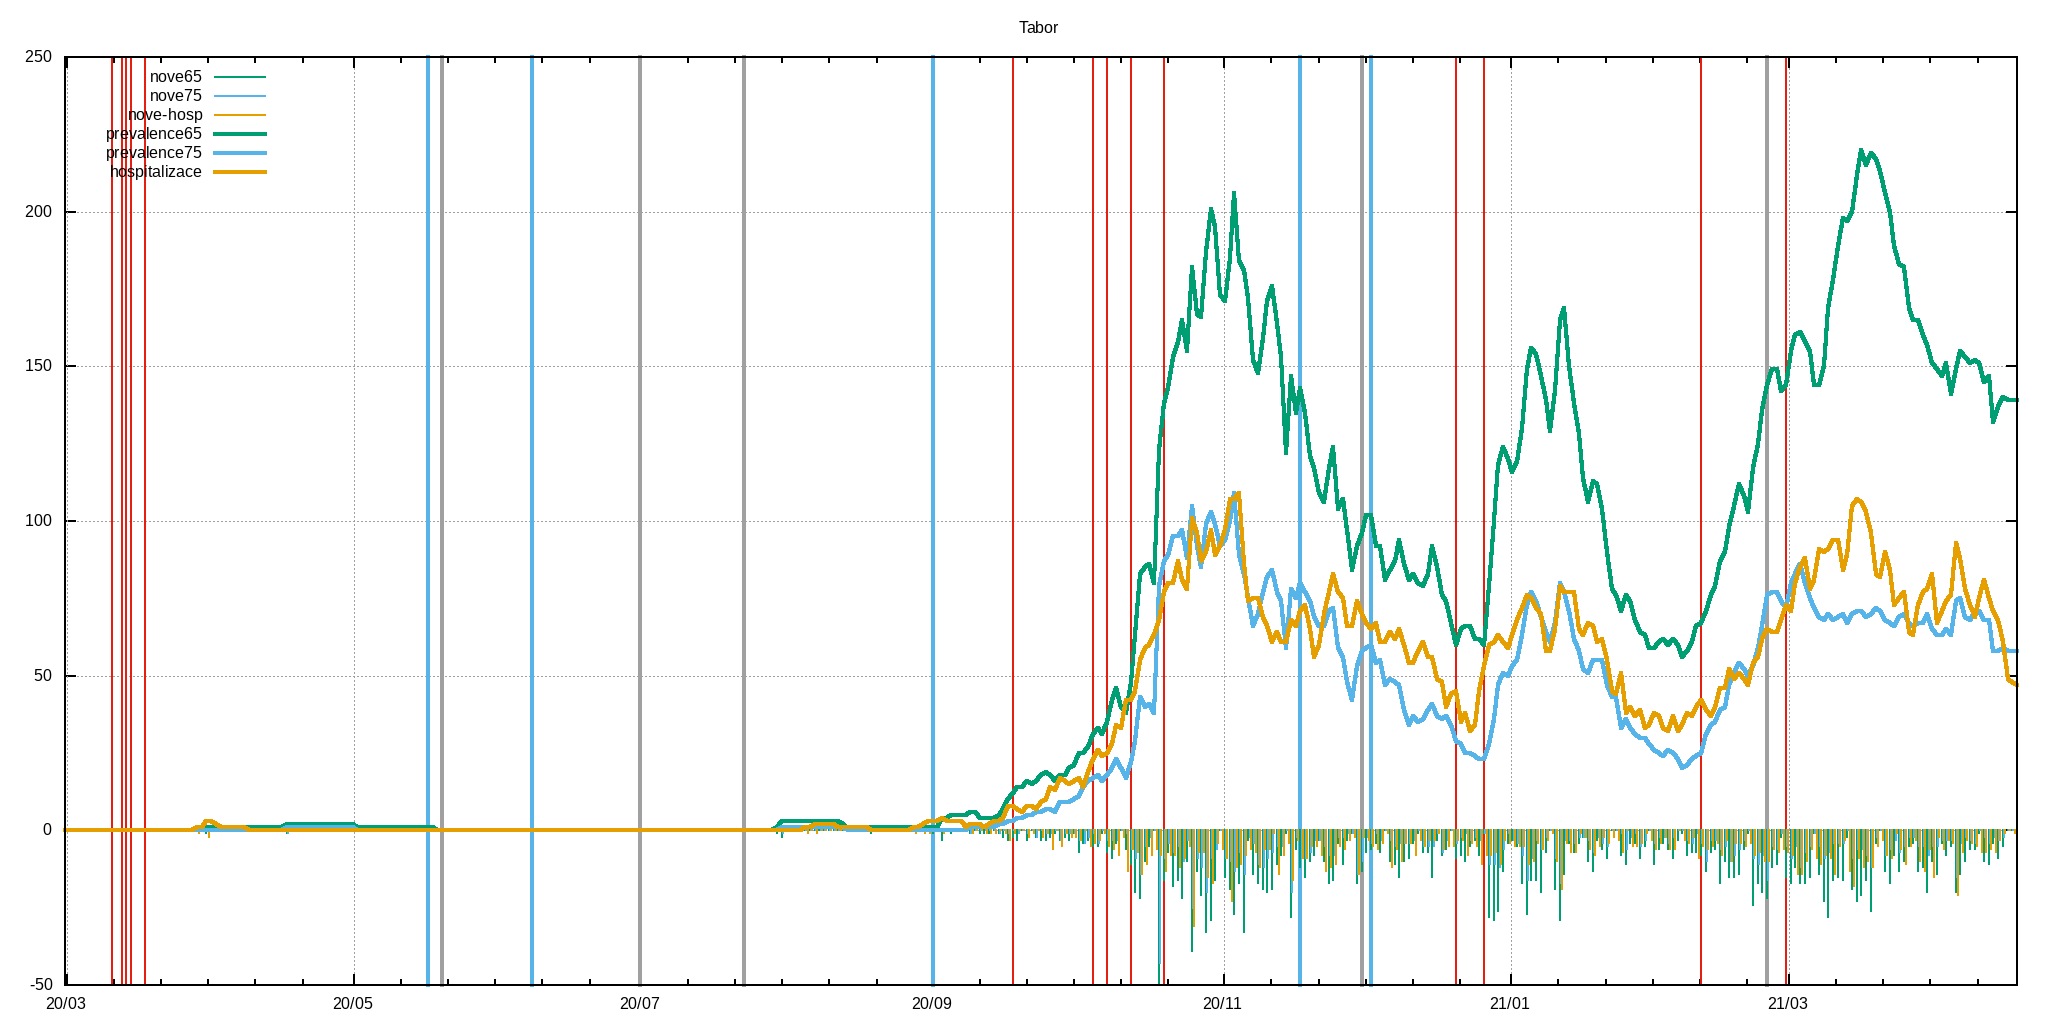 Tabor
250
nove65
nove75
nove-hosp
prevalence65
prevalence75
hospitalizace
200
150
100
50
0
-50
20/03 20/05 20/07 20/09 20/11 21/01 21/03